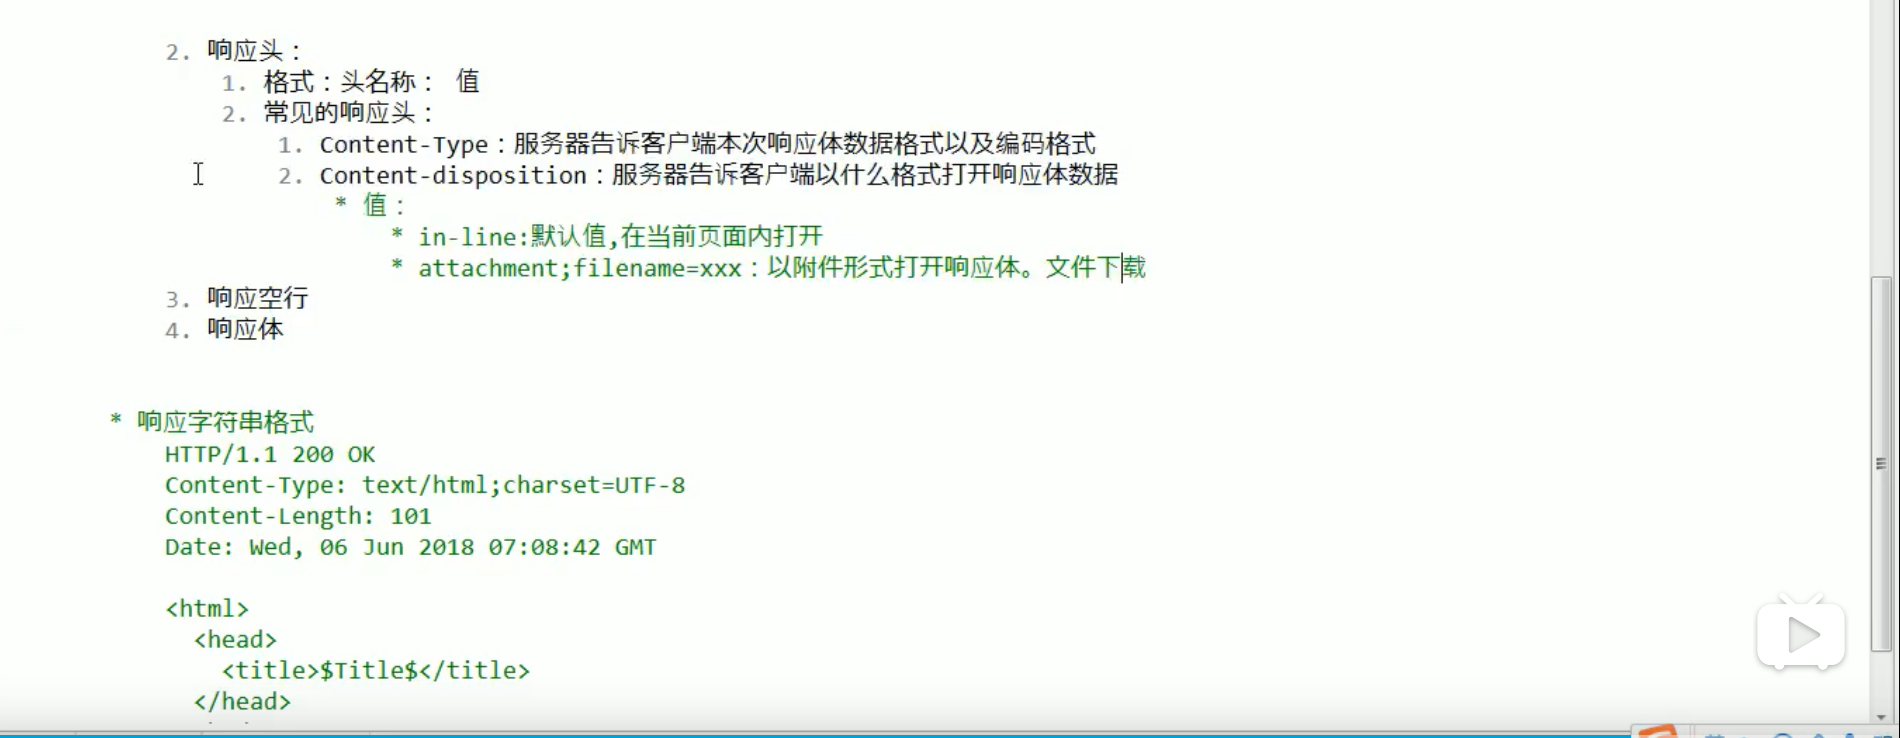 2. 响应头：
1. 格式：头名称： 值
2. 常见的响应头：
1. Content-Type：服务器告诉客户端本次响应体数据格式以及编码格式
2. Content-disposition：服务器告诉客户端以什么格式打开响应体数据
* 值：
* in-line:默认值,在当前页面内打开
* attachment;filename=xxx：以附件形式打开响应体。文件下载
3. 响应空行
4. 响应体
* 响应字符串格式
HTTP/1.1 200 OK
Content-Type: text/html;charset=UTF-8
Content-Length: 101
Date: Wed, 06 Jun 2018 07:08:42 GMT
<html>
<head>
<title>$Title$</title>
</head>